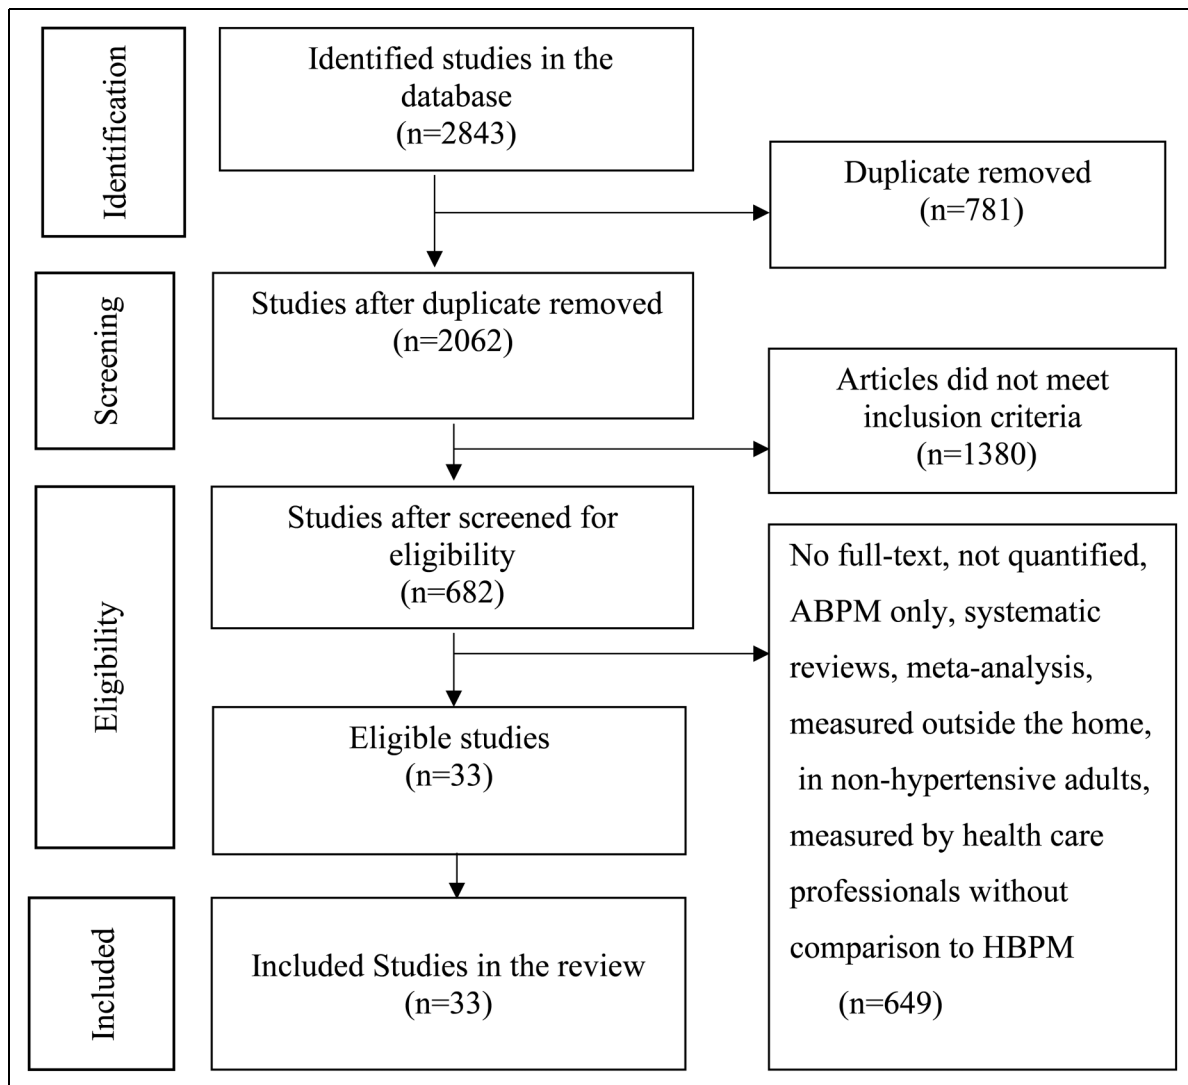 Identification
Identified studies in the
database
(n=2843)
Duplicate removed
(n=781)
Screening
Studies after duplicate removed
(n=2062)
Articles did not meet
inclusion criteria
(n=1380)
Eligibility
Studies after screened for
eligibility
(n=682)
No full-text, not quantified,
ABPM only, systematic
reviews, meta-analysis,
measured outside the home,
in non-hypertensive adults,
measured by health care
professionals without
comparison to HBPM
(n=649)
Eligible studies
(n=33)
Included
Included Studies in the review
(n=33)